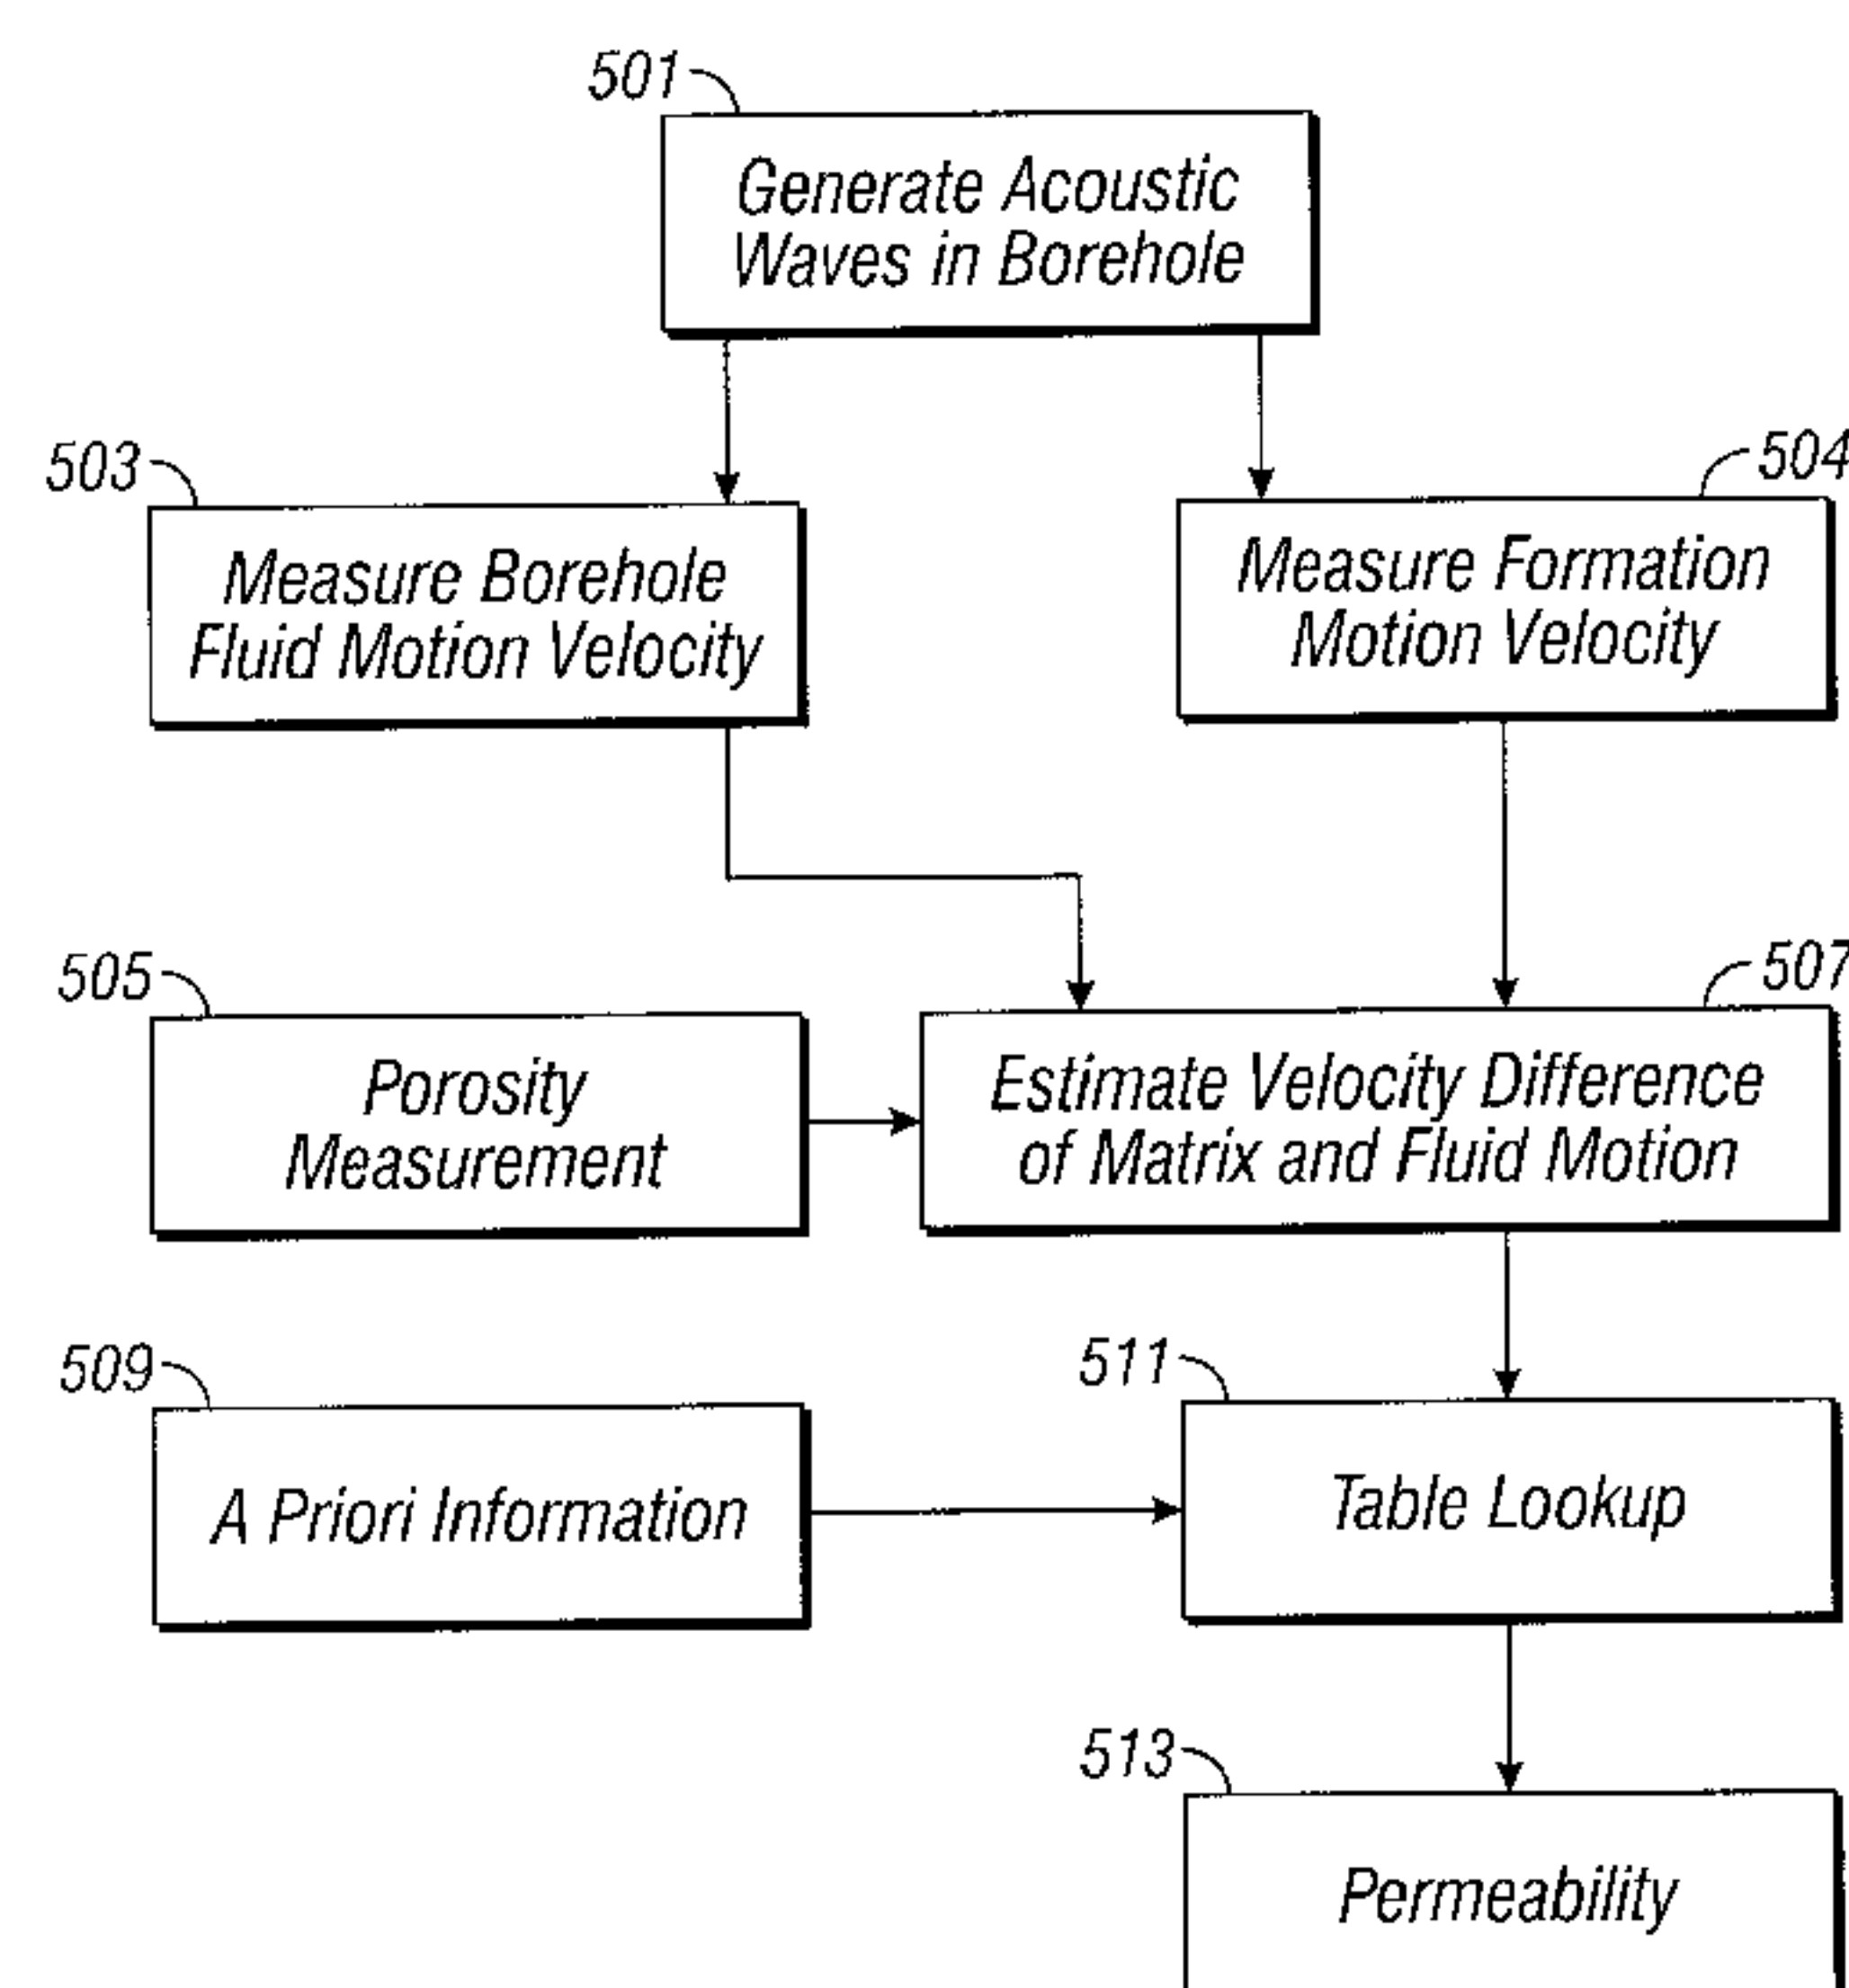 501
Generate Acoustic
Waves in Borehole
503
Measure Borehole
Fluid Motion Velocity
504
Measure Formation
Motion Velocity
505
Porosity
Measurement
507
Estimate Velocity Difference
of Matrix and Fluid Motion
509
A Priori Information
511
Table Lookup
513
Permeability